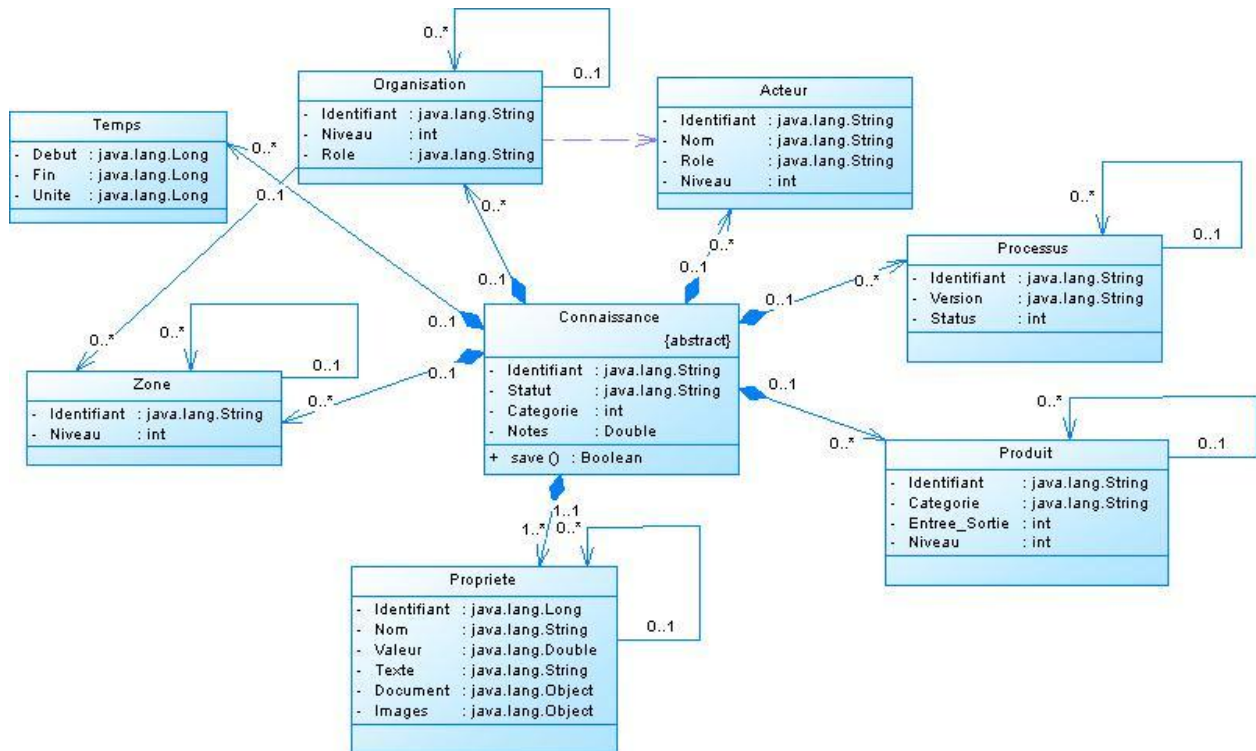 0..*
0..1
Organisation
- Identifiant : java.lang.String
- Niveau : int
- Role : java.lang.String
Acteur
- Identifiant : java.lang.String
- Nom : java.lang.String
- Role : java.lang.String
- Niveau : int
Temps
- Debut : java.lang.Long
- Fin : java.lang.Long
- Unite : java.lang.Long
0..*
0..1
0..*
0..1
0..*
0..1
0..*
0..1
Processus
- Identifiant : java.lang.String
- Version : java.lang.String
- Status : int
0..*
0..1
0..1
0..*
Connaissance
{abstract}
- Identifiant : java.lang.String
- Statut : java.lang.String
- Categorie : int
- Notes : Double
+ save () : Boolean
0..*
0..*
0..1
Zone
- Identifiant : java.lang.String
- Niveau : int
0..1
0..*
0..1
0..*
0..*
0..1
Produit
- Identifiant : java.lang.String
- Categorie : java.lang.String
- Entree_Sortie : int
- Niveau : int
1..1
1..*
0..*
0..1
Propriete
- Identifiant : java.lang.Long
- Nom : java.lang.String
- Valeur : java.lang.Double
- Texte : java.lang.String
- Document : java.lang.Object
- Images : java.lang.Object